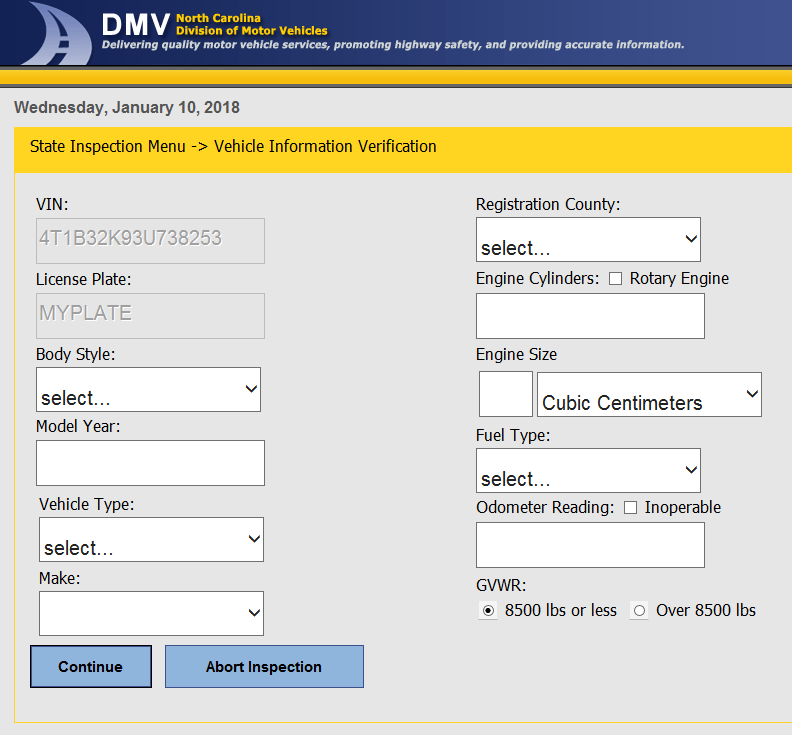 DMV North Carolina
Division of Motor Vehicles
Delivering quality motor vehicle services, promoting highway safety, and providing accurate information.
Wednesday, January 10, 2018
State Inspection Menu -> Vehicle Information Verification
VIN:
4T1B32K93U738253
License Plate:
MYPLATE
Body Style:
select...
Model Year:
Vehicle Type:
select...
Make:
Registration County:
select...
Engine Cylinders: Rotary Engine
Engine Size
Cubic Centimeters
Fuel Type:
select...
Odometer Reading: Inoperable
GVWR:
8500 lbs or less Over 8500 lbs
Continue Abort Inspection